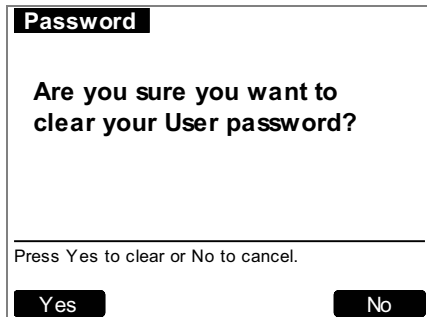 Password
Are you sure you want to
clear your User password?
Press Yes to clear or No to cancel.
Yes No